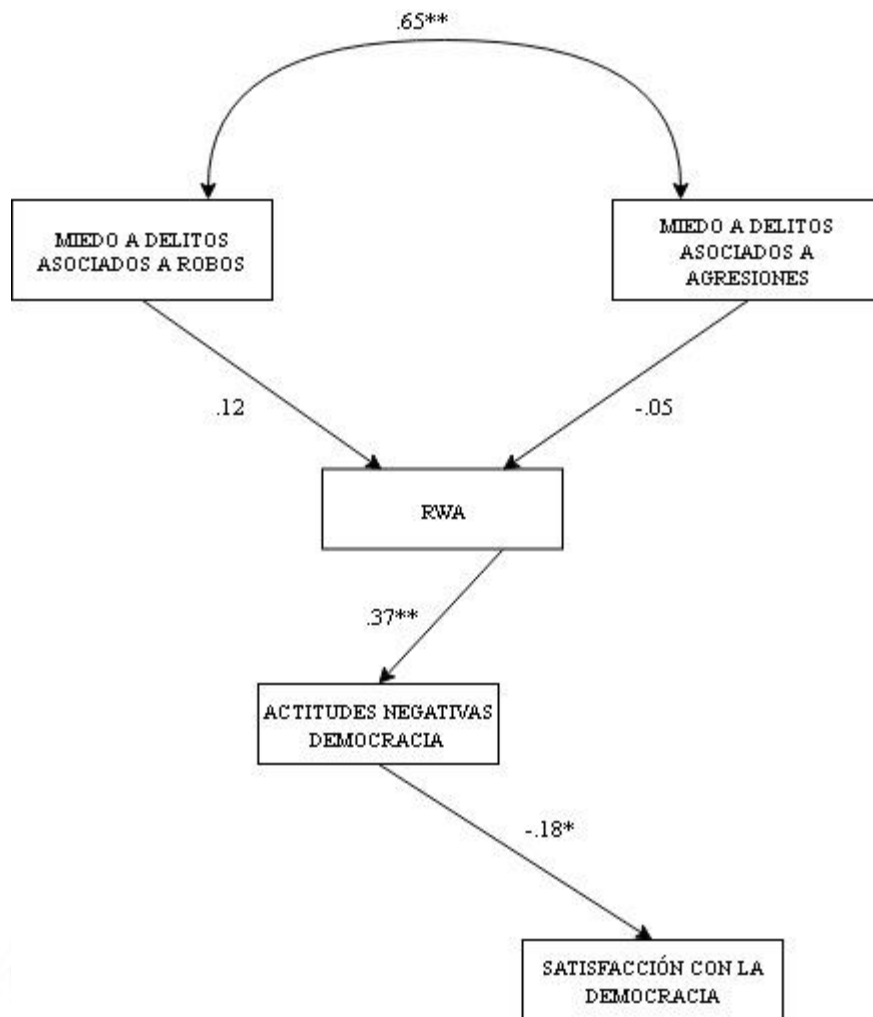 .65**
MIEDO A DELITOS
ASOCIADOS A ROBOS
MIEDO A DELITOS
ASOCIADOS A
AGRESIONES
.12
-.05
RWA
.37**
ACTITUDES NEGATIVAS
DEMOCRACIA
-.18*
SATISFACCIÓN CON LA
DEMOCRACIA